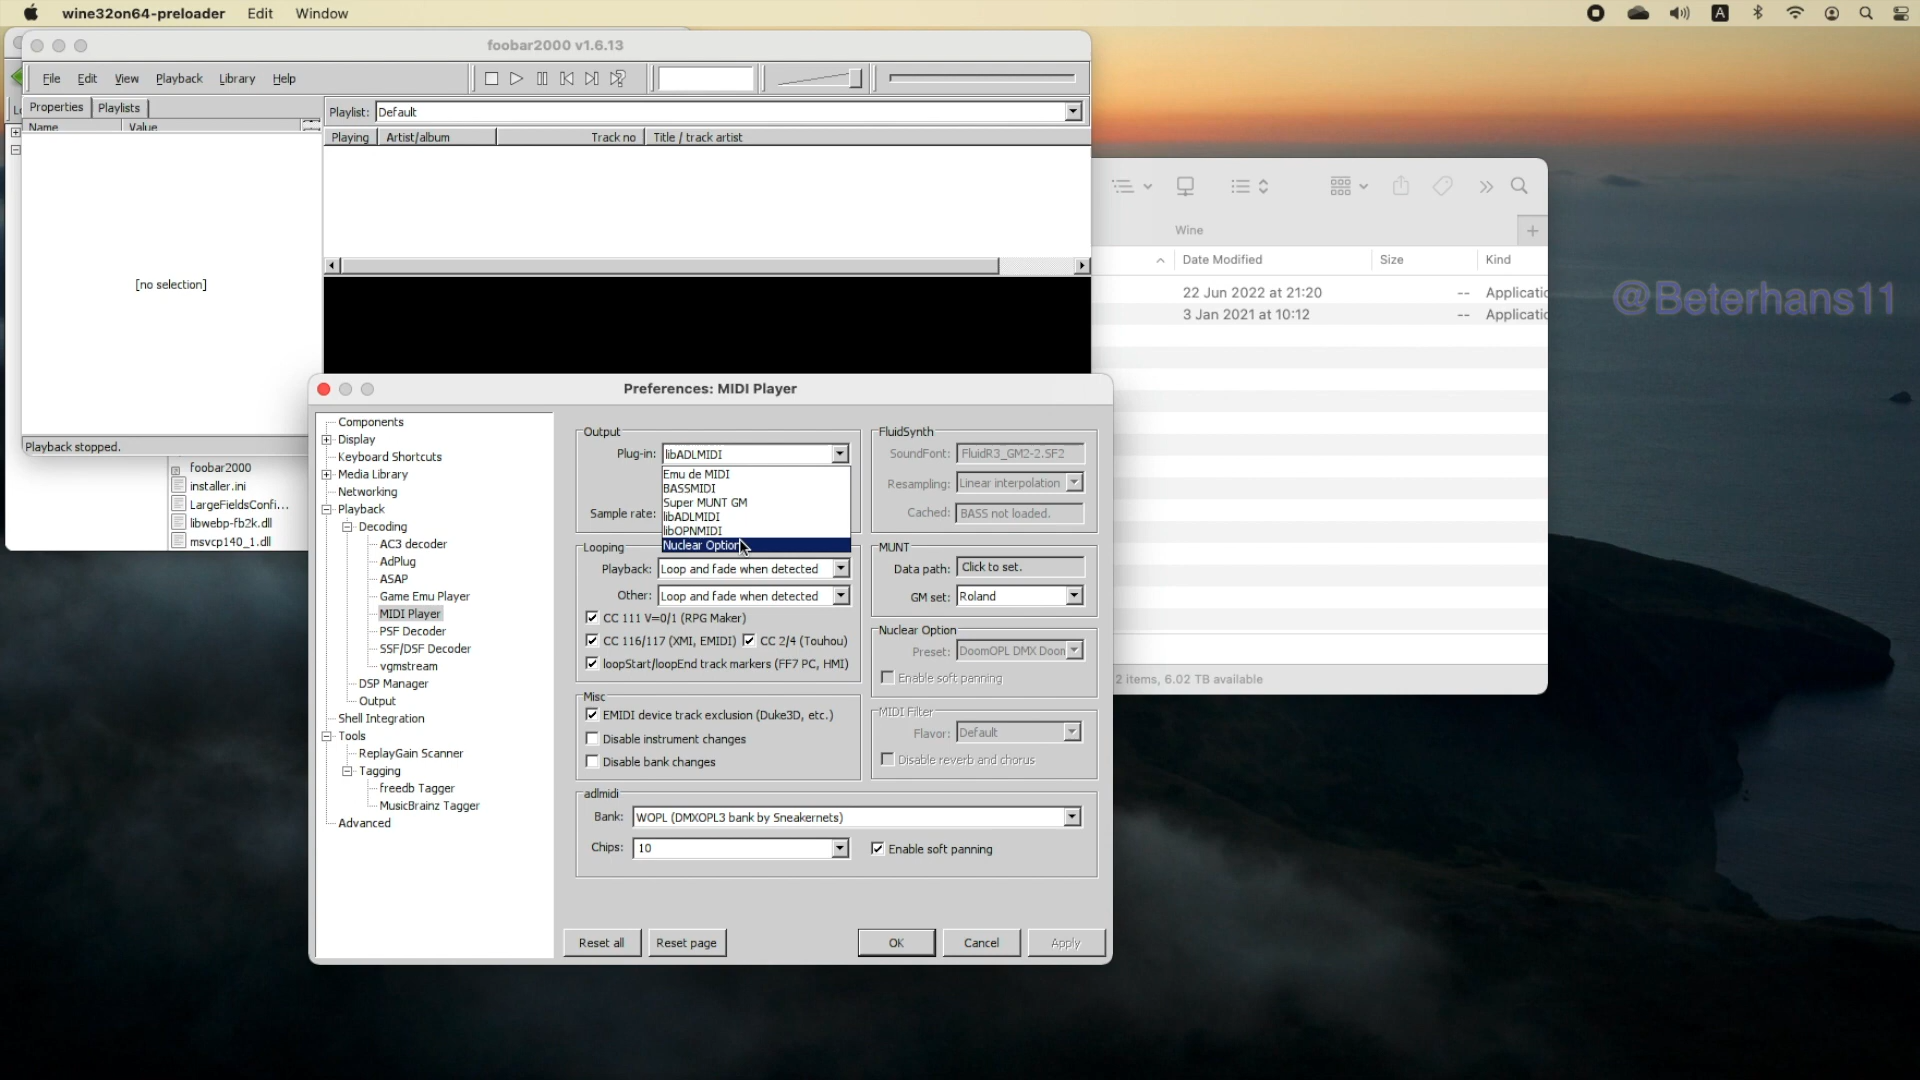 wine32on64-preloader Edit Window
A
foobar2000 v1.6.13
File Edit View Playback Library Help
Properties Playlists
Name Value
[no selection]
Playback stopped.
Playlist: Default
Playing Artist/album Track no Title / track artist
Wine
Date Modified Size Kind
22 Jun 2022 at 21:20 -- Applicatio
3 Jan 2021 at 10:12 -- Applicatio
2 items, 6.02 TB available
@Beterhans11
foobar2000
installer.ini
LargeFieldsConfi...
libwebp-fb2k.dll
msvcp140_1.dll
Preferences: MIDI Player
Components
Display
Keyboard Shortcuts
Media Library
Networking
Playback
Decoding
AC3 decoder
AdPlug
ASAP
Game Emu Player
MIDI Player
PSF Decoder
SSF/DSF Decoder
vgmstream
DSP Manager
Output
Shell Integration
Tools
ReplayGain Scanner
Tagging
freedb Tagger
MusicBrainz Tagger
Advanced
Output
Plug-in: libADLMIDI
Emu de MIDI
BASSMIDI
Super MUNT GM
libADLMIDI
libOPNMIDI
Nuclear Option
Sample rate:
Looping
Playback: Loop and fade when detected
Other: Loop and fade when detected
CC 111 V=0/1 (RPG Maker)
CC 116/117 (XMI, EMIDI) CC 2/4 (Touhou)
loopStart/loopEnd track markers (FF7 PC, HMI)
Misc
EMIDI device track exclusion (Duke3D, etc.)
Disable instrument changes
Disable bank changes
FluidSynth
SoundFont: FluidR3_GM2-2.SF2
Resampling: Linear interpolation
Cached: BASS not loaded.
MUNT
Data path: Click to set.
GM set: Roland
Nuclear Option
Preset: DoomOPL DMX Doom
Enable soft panning
MIDI Filter
Flavor: Default
Disable reverb and chorus
adlmidi
Bank: WOPL (DMXOPL3 bank by Sneakernets)
Chips: 10 Enable soft panning
Reset all Reset page OK Cancel Apply